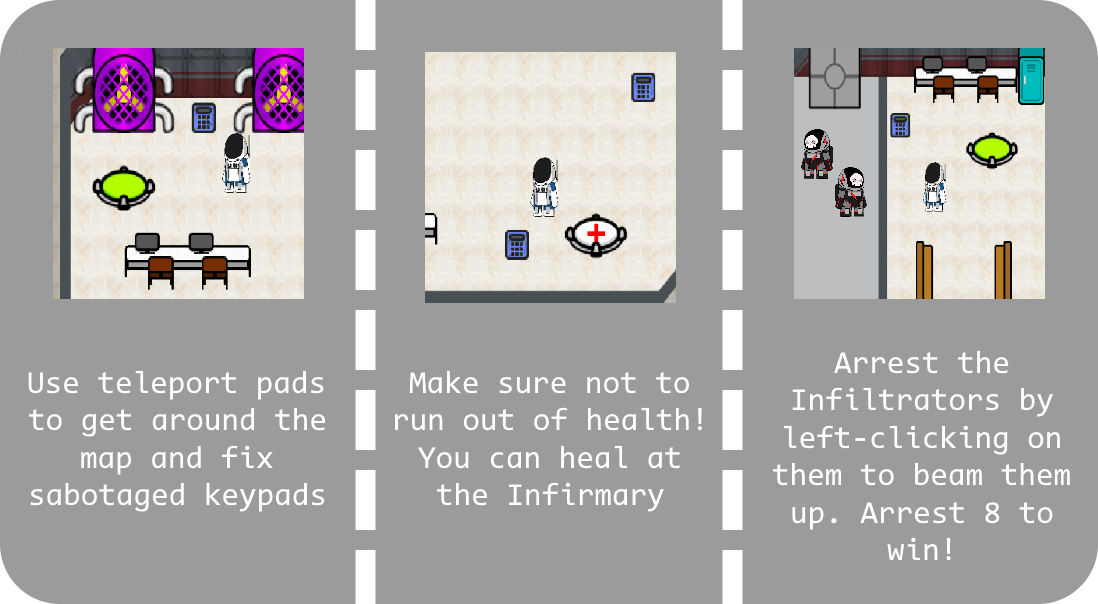 Use teleport pads
to get around the
map and fix
sabotaged keypads
Make sure not to
run out of health!
You can heal at
the Infirmary
Arrest the
Infiltrators by
left-clicking on
them to beam them
up. Arrest 8 to
win!